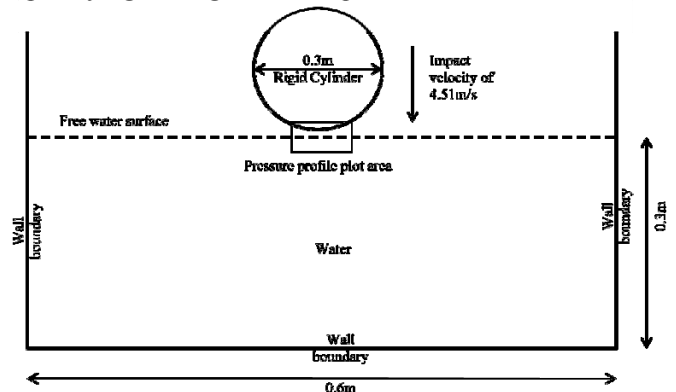 0.3m
Rigid Cylinder
Impact
velocity of
4.51m/s
Free water surface
Pressure profile plot area
Wall
boundary
Wall
boundary
0.3m
Water
Wall
boundary
0.6m